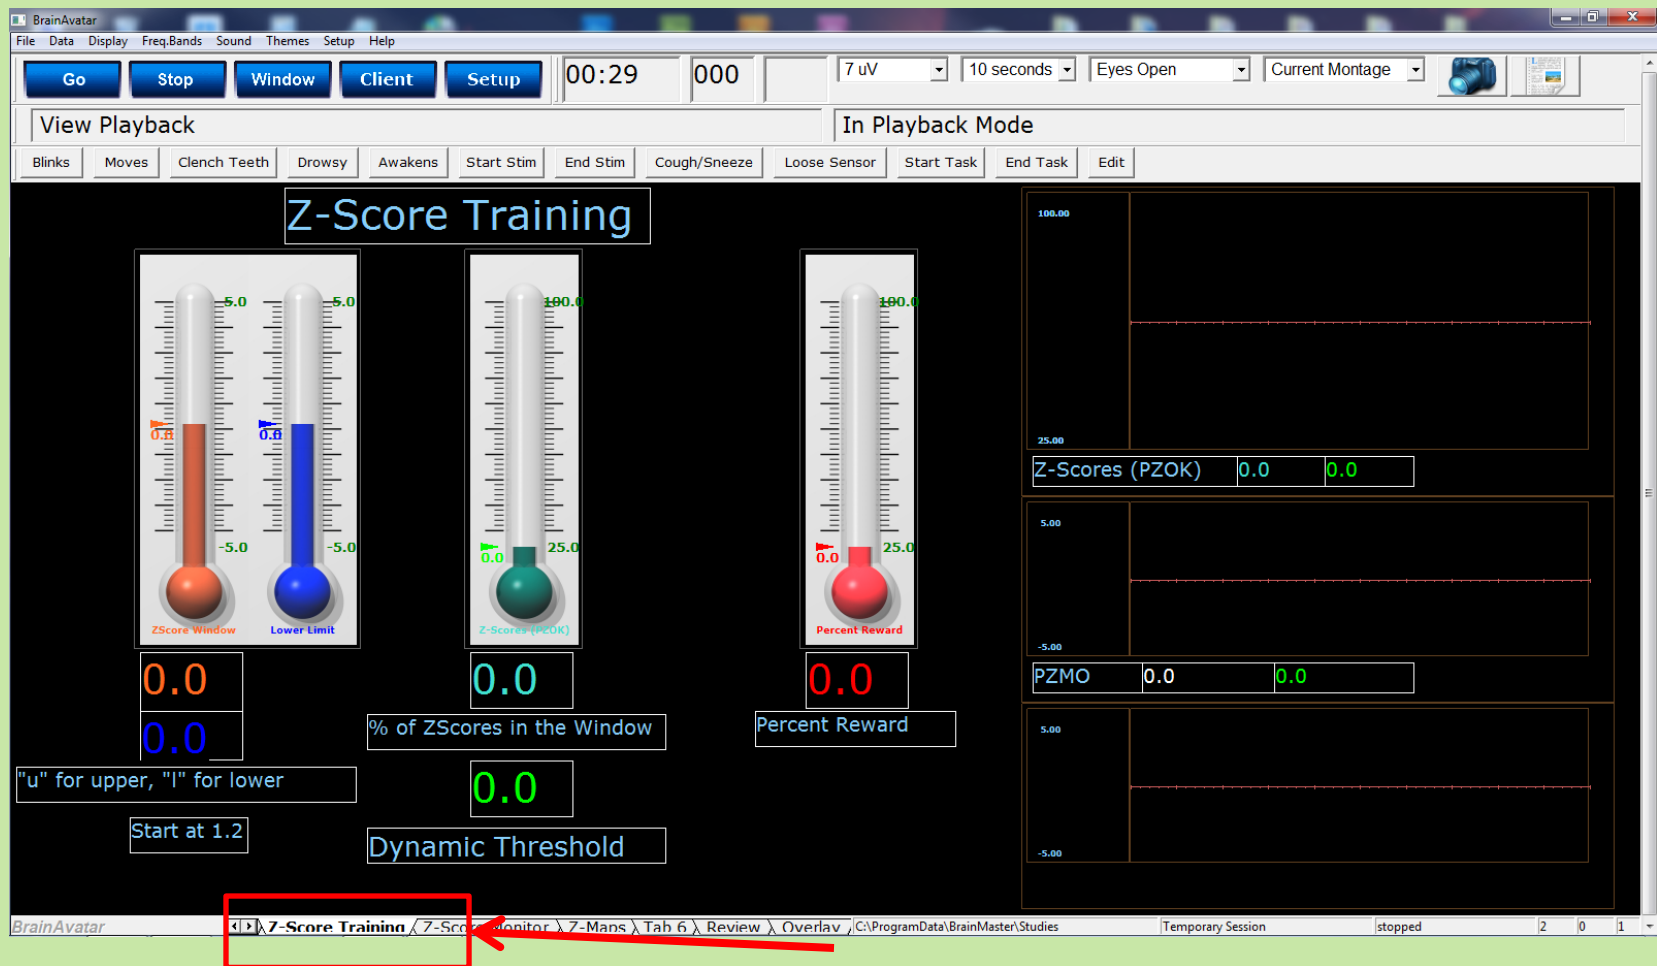 BrainAvatar
File Data Display Freq.Bands Sound Themes Setup Help
Go Stop Window Client Setup 00:29 000 7 uV 10 seconds Eyes Open Current Montage
View Playback In Playback Mode
Blinks Moves Clench Teeth Drowsy Awakens Start Stim End Stim Cough/Sneeze Loose Sensor Start Task End Task Edit
Z-Score Training
5.0 5.0 100.0 100.0
0.0 0.0
-5.0 -5.0 25.0 25.0
0.0 0.0
ZScore Window Lower Limit Z-Scores (PZOK) Percent Reward
0.0 0.0 0.0
0.0
% of ZScores in the Window
Percent Reward
"u" for upper, "l" for lower
0.0
Start at 1.2
Dynamic Threshold
100.00
25.00
Z-Scores (PZOK) 0.0 0.0
5.00
-5.00
PZMO 0.0 0.0
5.00
-5.00
BrainAvatar Z-Score Training Z-Score Monitor Z-Maps Tab 6 Review Overlay C:\ProgramData\BrainMaster\Studies Temporary Session stopped 2 0 1